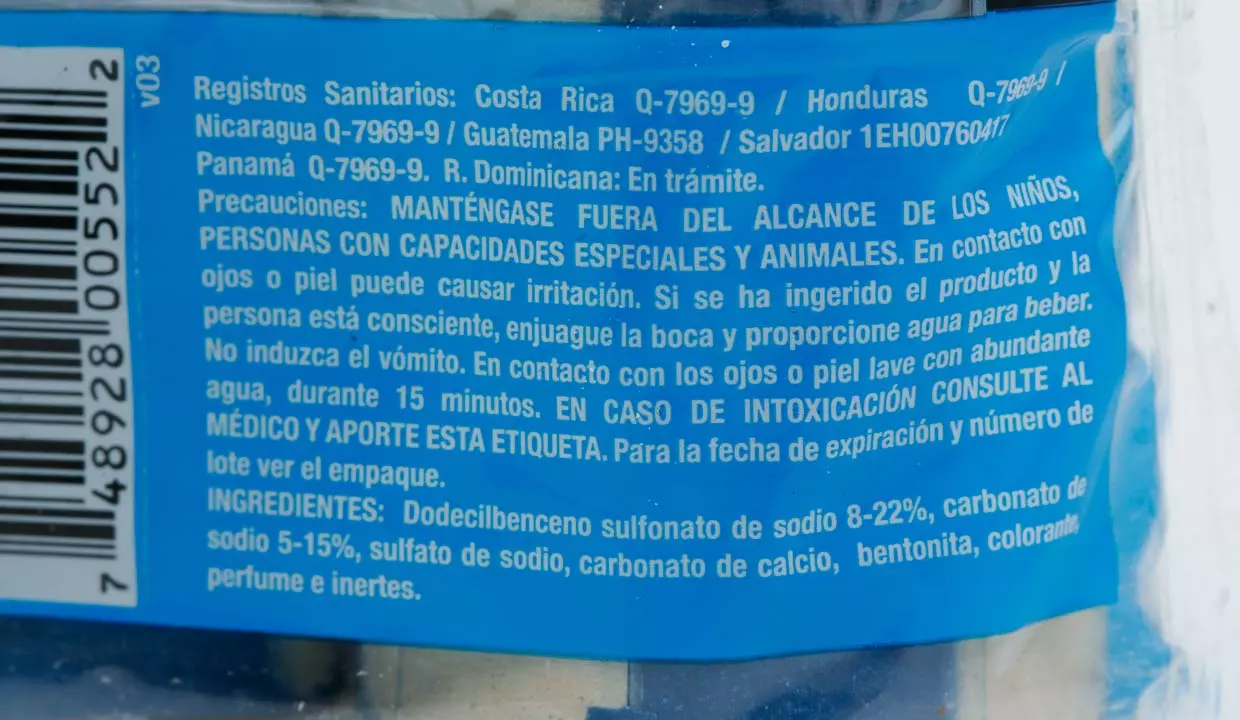 7 48928 00552 2
v03
Registros Sanitarios: Costa Rica Q-7969-9 / Honduras Q-7969-9 /
Nicaragua Q-7969-9 / Guatemala PH-9358 / Salvador 1EH00760417
Panamá Q-7969-9. R. Dominicana: En trámite.
Precauciones: MANTÉNGASE FUERA DEL ALCANCE DE LOS NIÑOS,
PERSONAS CON CAPACIDADES ESPECIALES Y ANIMALES. En contacto con
ojos o piel puede causar irritación. Si se ha ingerido el producto y la
persona está consciente, enjuague la boca y proporcione agua para beber.
No induzca el vómito. En contacto con los ojos o piel lave con abundante
agua, durante 15 minutos. EN CASO DE INTOXICACIÓN CONSULTE AL
MÉDICO Y APORTE ESTA ETIQUETA. Para la fecha de expiración y número de
lote ver el empaque.
INGREDIENTES: Dodecilbenceno sulfonato de sodio 8-22%, carbonato de
sodio 5-15%, sulfato de sodio, carbonato de calcio, bentonita, colorante,
perfume e inertes.